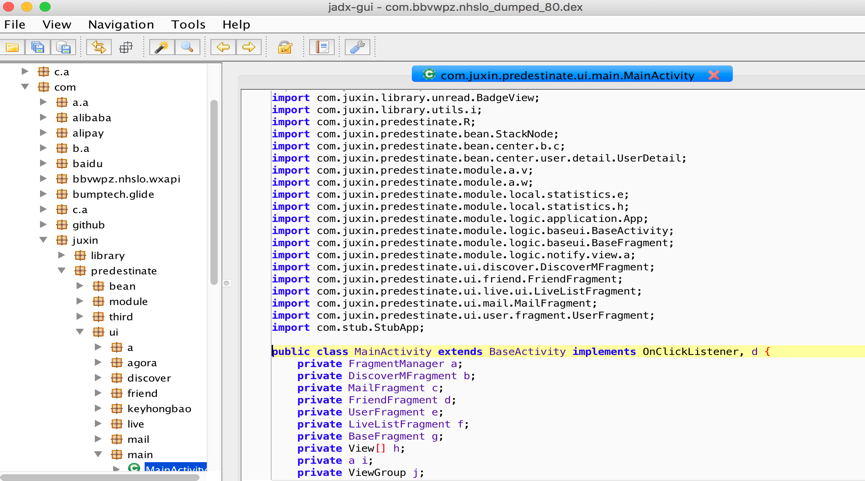 jadx-gui - com.bbvwpz.nhslo_dumped_80.dex
File View Navigation Tools Help
c.a
com
a.a
alibaba
alipay
b.a
baidu
bbvwpz.nhslo.wxapi
bumptech.glide
c.a
github
juxin
library
predestinate
bean
module
third
ui
a
agora
discover
friend
keyhongbao
live
mail
main
MainActivity
com.juxin.predestinate.ui.main.MainActivity
import com.juxin.library.unread.BadgeView;
import com.juxin.library.utils.i;
import com.juxin.predestinate.R;
import com.juxin.predestinate.bean.StackNode;
import com.juxin.predestinate.bean.center.b.c;
import com.juxin.predestinate.bean.center.user.detail.UserDetail;
import com.juxin.predestinate.module.a.v;
import com.juxin.predestinate.module.a.w;
import com.juxin.predestinate.module.local.statistics.e;
import com.juxin.predestinate.module.local.statistics.h;
import com.juxin.predestinate.module.logic.application.App;
import com.juxin.predestinate.module.logic.baseui.BaseActivity;
import com.juxin.predestinate.module.logic.baseui.BaseFragment;
import com.juxin.predestinate.module.logic.notify.view.a;
import com.juxin.predestinate.ui.discover.DiscoverMFragment;
import com.juxin.predestinate.ui.friend.FriendFragment;
import com.juxin.predestinate.ui.live.ui.LiveListFragment;
import com.juxin.predestinate.ui.mail.MailFragment;
import com.juxin.predestinate.ui.user.fragment.UserFragment;
import com.stub.StubApp;
public class MainActivity extends BaseActivity implements OnClickListener, d {
private FragmentManager a;
private DiscoverMFragment b;
private MailFragment c;
private FriendFragment d;
private UserFragment e;
private LiveListFragment f;
private BaseFragment g;
private View[] h;
private a i;
private ViewGroup j;